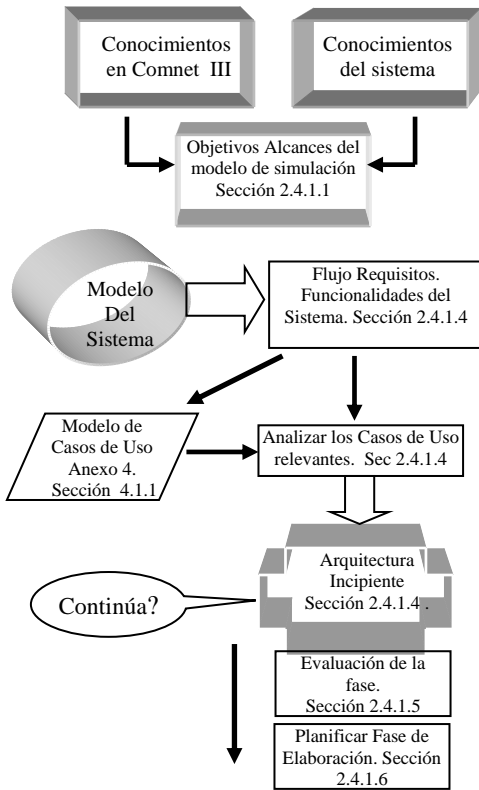 Conocimientos
en Comnet III
Conocimientos
del sistema
Objetivos Alcances del
modelo de simulación
Sección 2.4.1.1
Modelo
Del
Sistema
Flujo Requisitos.
Funcionalidades del
Sistema. Sección 2.4.1.4
Modelo de
Casos de Uso
Anexo 4.
Sección 4.1.1
Analizar los Casos de Uso
relevantes. Sec 2.4.1.4
Arquitectura
Incipiente
Sección 2.4.1.4 .
Continúa?
Evaluación de la
fase.
Sección 2.4.1.5
Planificar Fase de
Elaboración. Sección
2.4.1.6